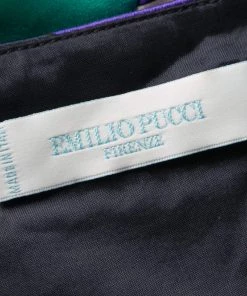 EMILIO PUCCI
FIRENZE
MADE IN ITALY